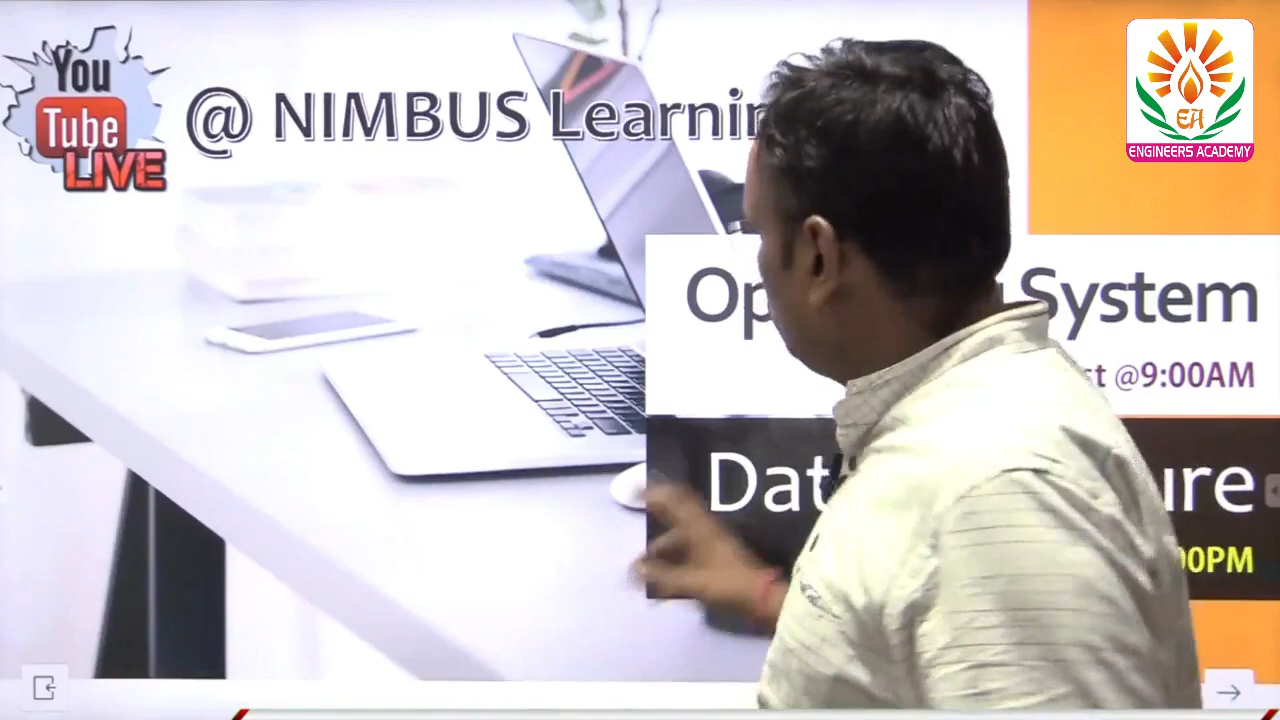 You
Tube
LIVE
@ NIMBUS Learnin
EA
ENGINEERS ACADEMY
Op System
st @9:00AM
Dat ure
00PM